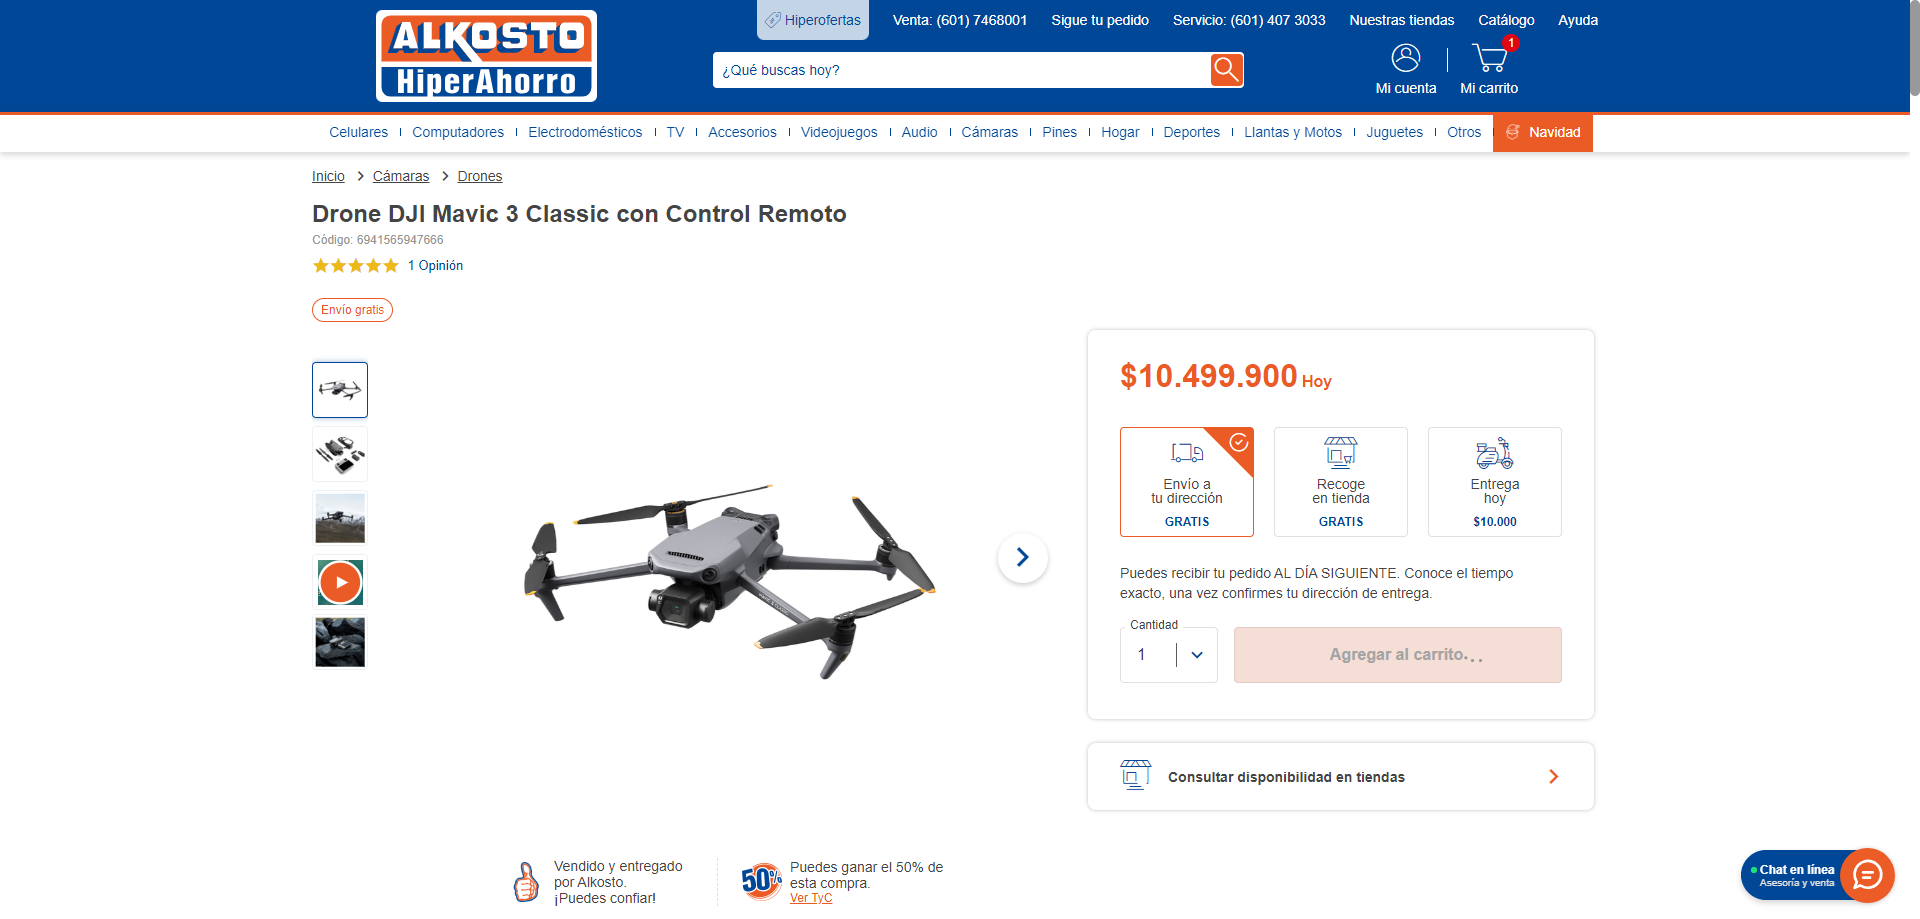 ALKOSTO
HiperAhorro
Hiperofertas
Venta: (601) 7468001
Sigue tu pedido
Servicio: (601) 407 3033
Nuestras tiendas
Catálogo
Ayuda
¿Qué buscas hoy?
1
Mi cuenta
Mi carrito
Celulares
Computadores
Electrodomésticos
TV
Accesorios
Videojuegos
Audio
Cámaras
Pines
Hogar
Deportes
Llantas y Motos
Juguetes
Otros
Navidad
Inicio
Cámaras
Drones
Drone DJI Mavic 3 Classic con Control Remoto
Código: 6941565947666
1 Opinión
Envío gratis
$10.499.900 Hoy
Envío a
tu dirección
GRATIS
Recoge
en tienda
GRATIS
Entrega
hoy
$10.000
Puedes recibir tu pedido AL DÍA SIGUIENTE. Conoce el tiempo
exacto, una vez confirmes tu dirección de entrega.
Cantidad
1
Agregar al carrito...
Consultar disponibilidad en tiendas
Vendido y entregado
por Alkosto.
¡Puedes confiar!
50%
Puedes ganar el 50% de
esta compra.
Ver TyC
Chat en línea
Asesoría y venta